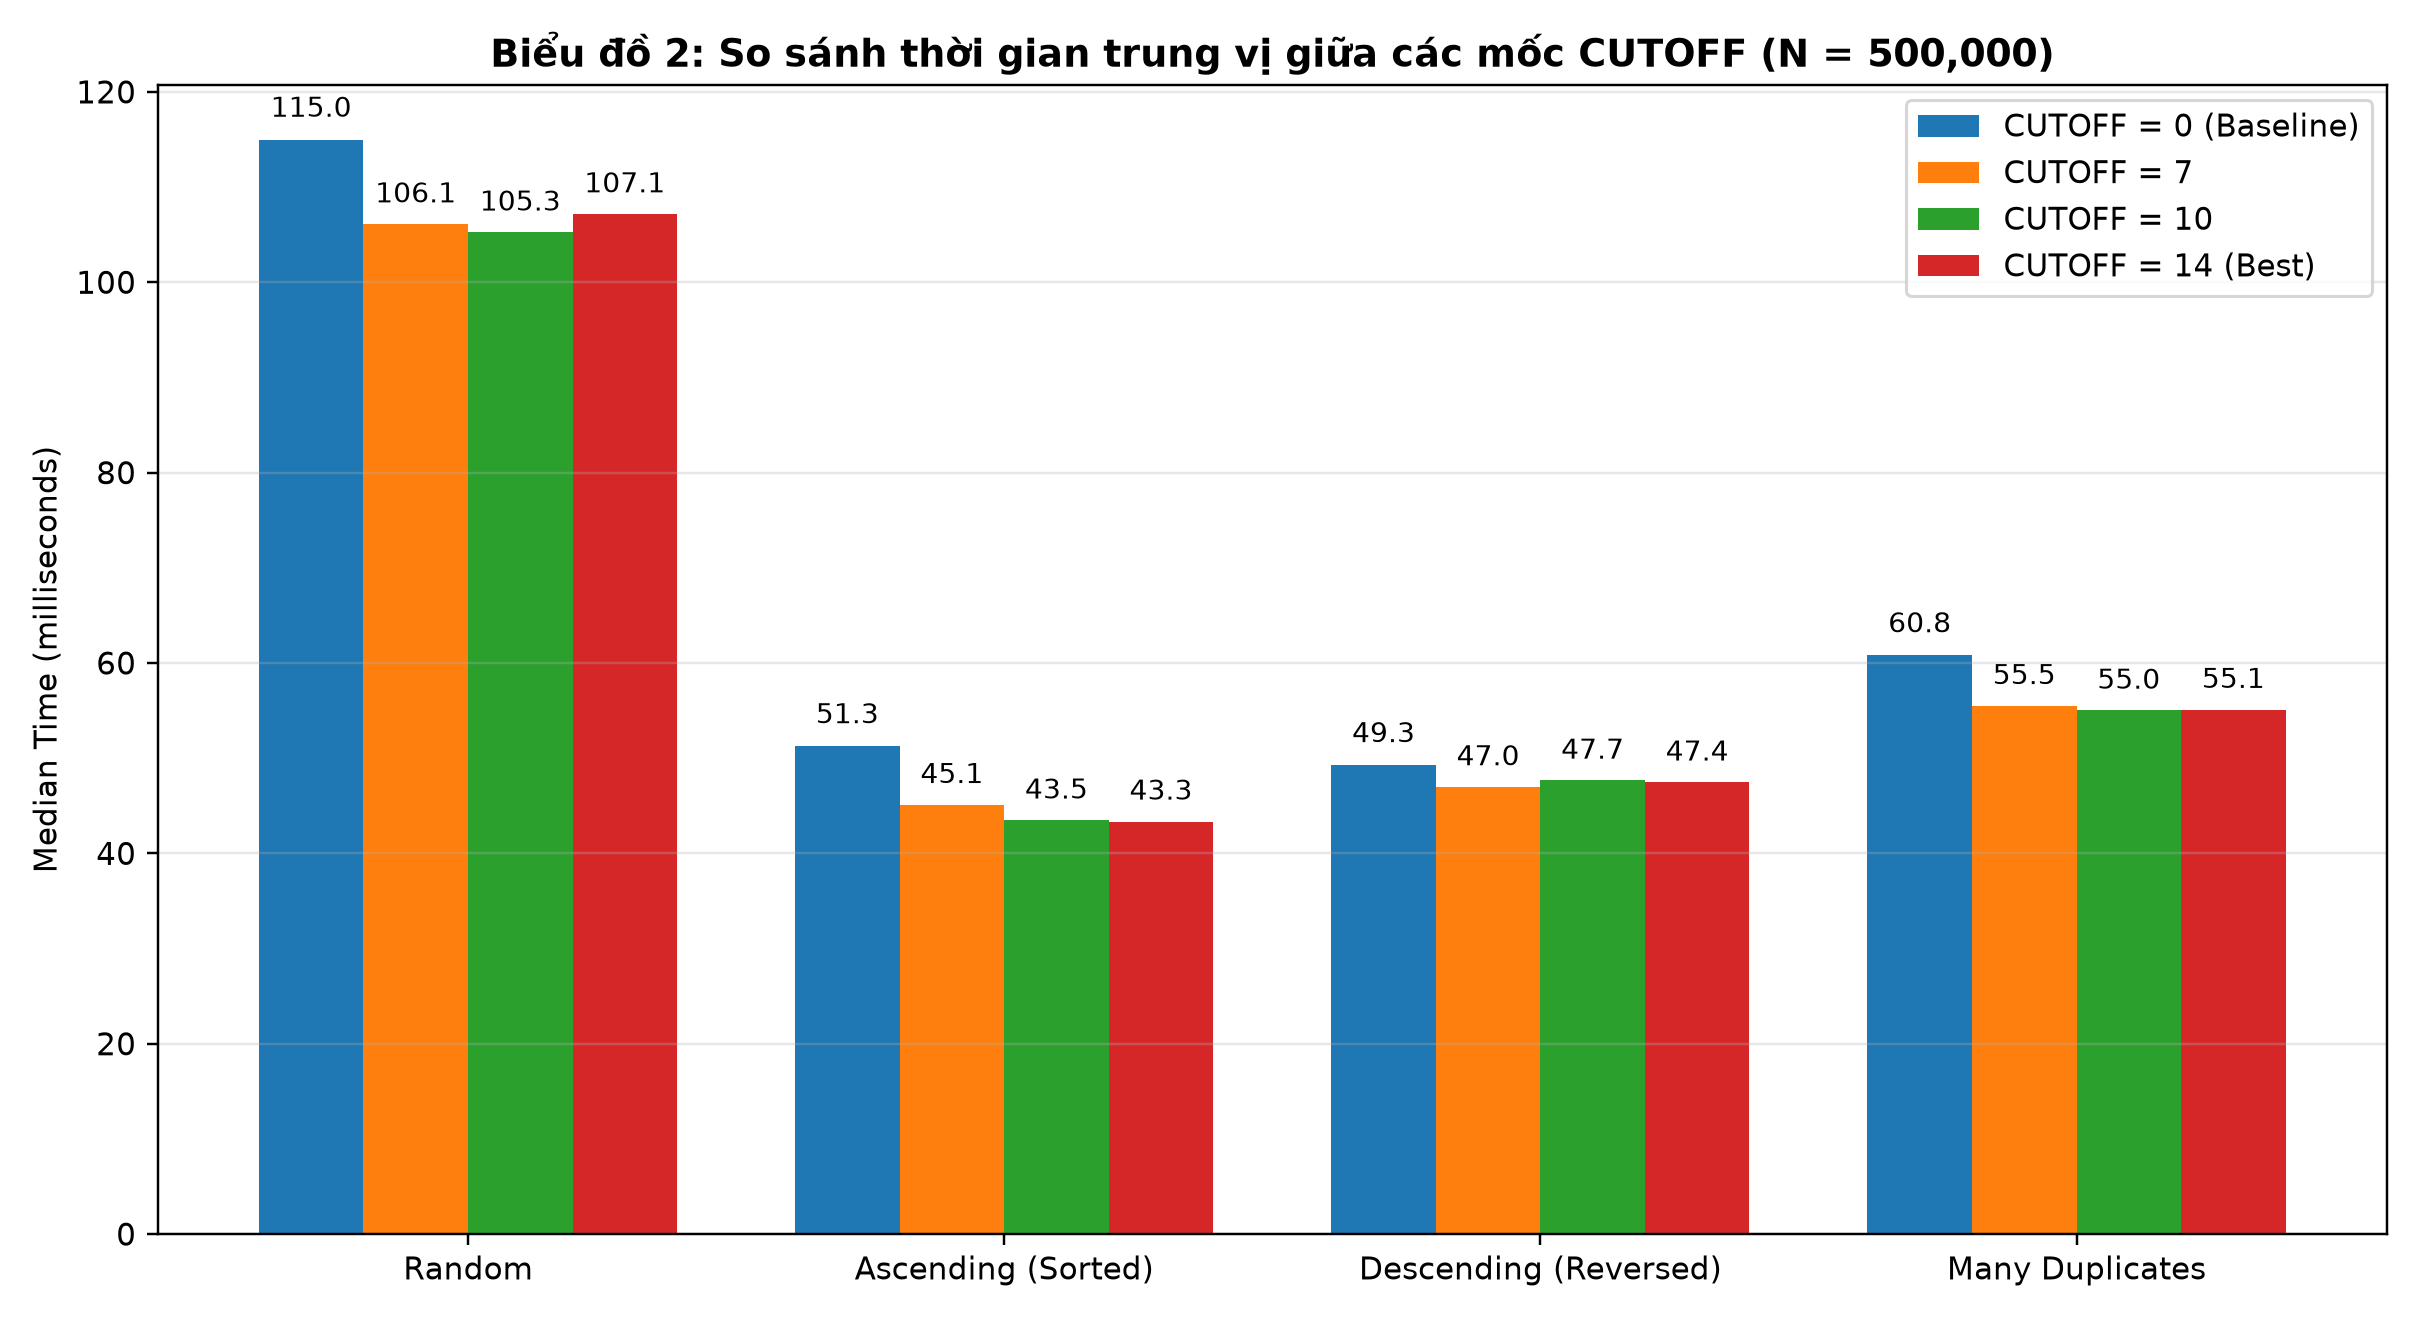 Biểu đồ 2: So sánh thời gian trung vị giữa các mốc CUTOFF (N = 500,000)
CUTOFF = 0 (Baseline)
CUTOFF = 7
CUTOFF = 10
CUTOFF = 14 (Best)
Median Time (milliseconds)
120
100
80
60
40
20
0
115.0
106.1
105.3
107.1
51.3
45.1
43.5
43.3
49.3
47.0
47.7
47.4
60.8
55.5
55.0
55.1
Random
Ascending (Sorted)
Descending (Reversed)
Many Duplicates